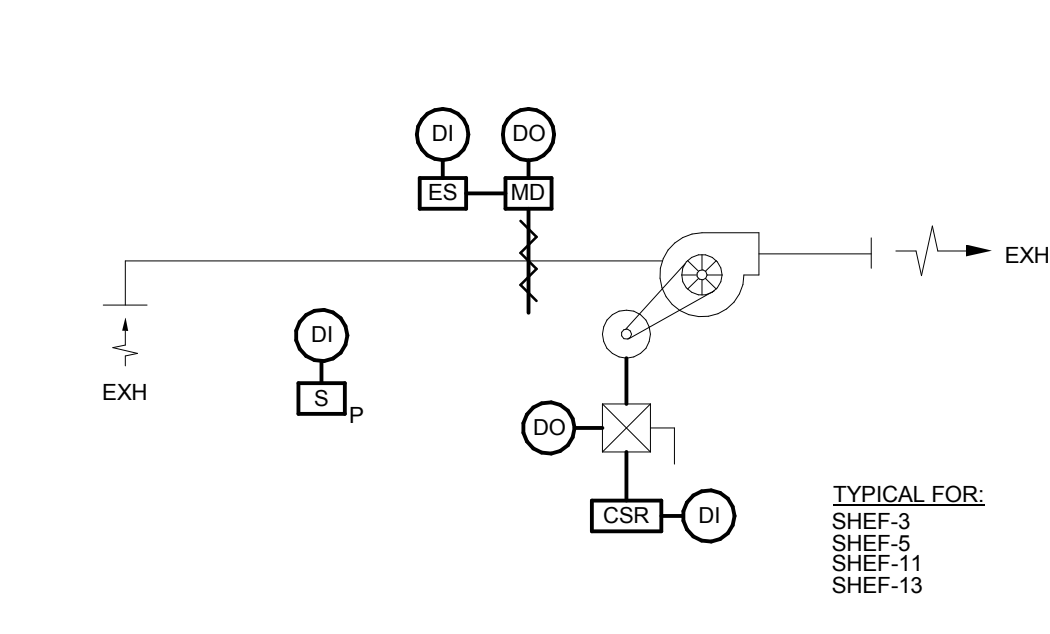 DI
DO
ES
MD
EXH
DI
EXH
S
P
DO
CSR
DI
TYPICAL FOR:
SHEF-3
SHEF-5
SHEF-11
SHEF-13